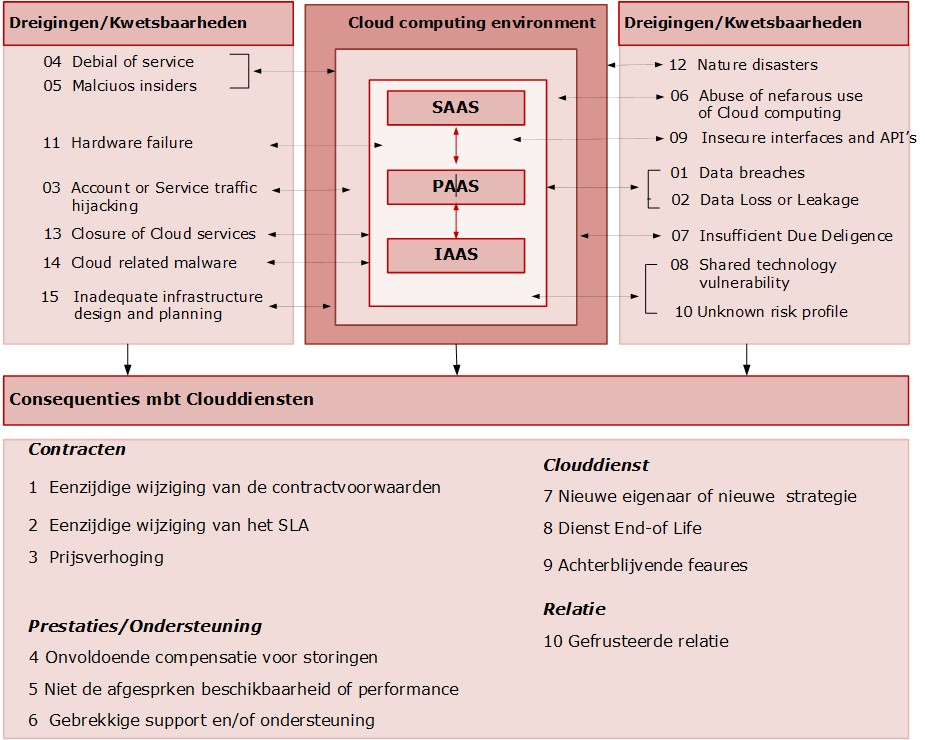 Dreigingen/Kwetsbaarheden
04 Debial of service
05 Malciuos insiders
11 Hardware failure
03 Account or Service traffic
hijacking
13 Closure of Cloud services
14 Cloud related malware
15 Inadequate infrastructure
design and planning
Cloud computing environment
SAAS
PAAS
IAAS
Dreigingen/Kwetsbaarheden
12 Nature disasters
06 Abuse of nefarous use
of Cloud computing
09 Insecure interfaces and API's
01 Data breaches
02 Data Loss or Leakage
07 Insufficient Due Deligence
08 Shared technology
vulnerability
10 Unknown risk profile
Consequenties mbt Clouddiensten
Contracten
1 Eenzijdige wijziging van de contractvoorwaarden
2 Eenzijdige wijziging van het SLA
3 Prijsverhoging
Prestaties/Ondersteuning
4 Onvoldoende compensatie voor storingen
5 Niet de afgesprken beschikbaarheid of performance
6 Gebrekkige support en/of ondersteuning
Clouddienst
7 Nieuwe eigenaar of nieuwe strategie
8 Dienst End-of Life
9 Achterblijvende feaures
Relatie
10 Gefrusteerde relatie